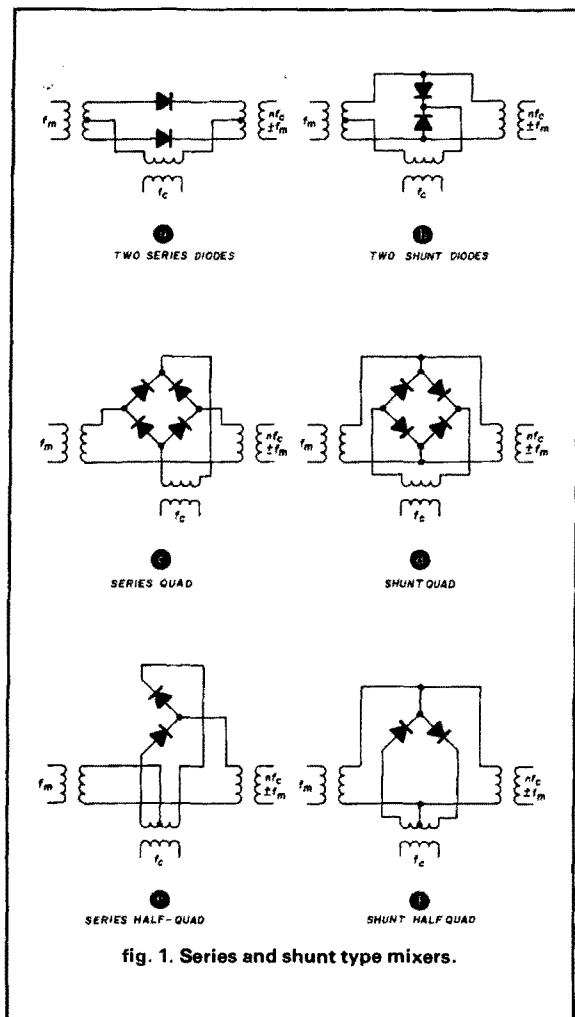 fm
nfc
±fm
fc
a
TWO SERIES DIODES
fm
nfc
±fm
fc
b
TWO SHUNT DIODES
fm
nfc
±fm
fc
c
SERIES QUAD
fm
nfc
±fm
fc
d
SHUNT QUAD
fm
nfc
±fm
fc
e
SERIES HALF-QUAD
fm
nfc
±fm
fc
f
SHUNT HALF QUAD
fig. 1. Series and shunt type mixers.